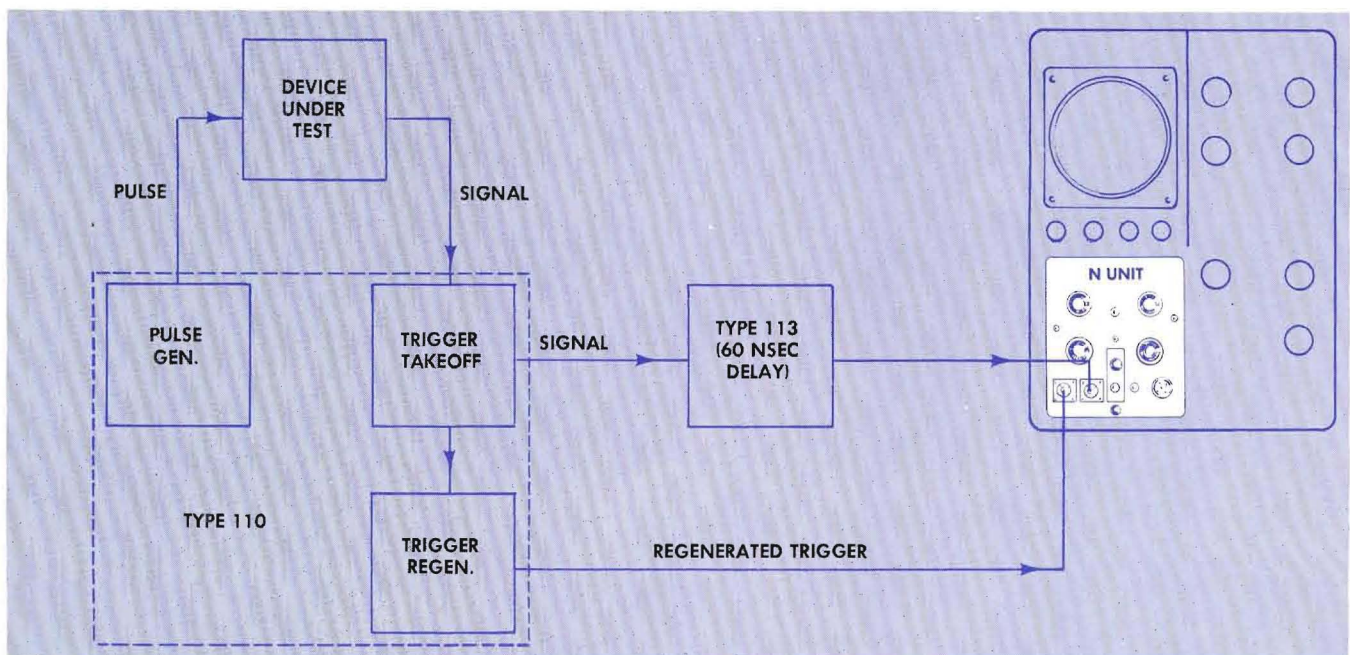 DEVICE
UNDER
TEST
PULSE
SIGNAL
N UNIT
PULSE
GEN.
TRIGGER
TAKEOFF
SIGNAL
TYPE 113
(60 NSEC
DELAY)
TYPE 110
TRIGGER
REGEN.
REGENERATED TRIGGER